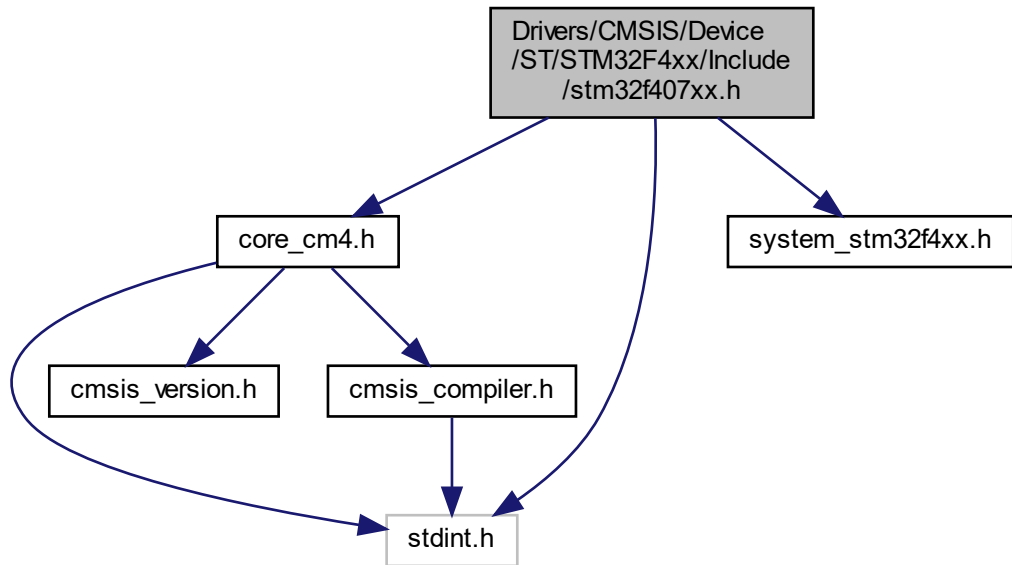 Drivers/CMSIS/Device
/ST/STM32F4xx/Include
/stm32f407xx.h
core_cm4.h
system_stm32f4xx.h
cmsis_version.h
cmsis_compiler.h
stdint.h